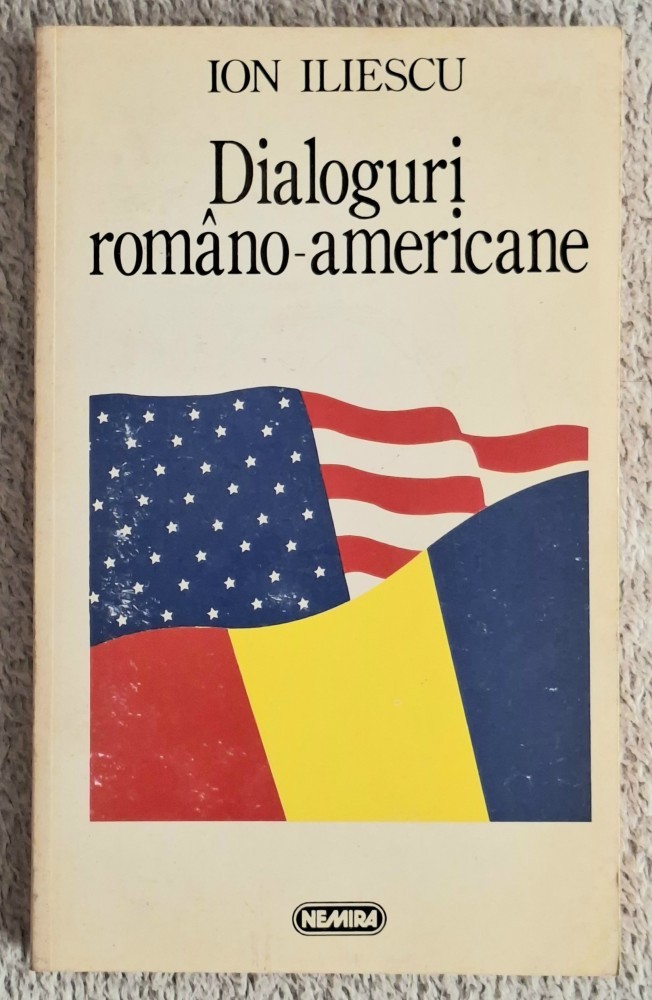 ION ILIESCU
Dialoguri
româno-americane
NEMIRA